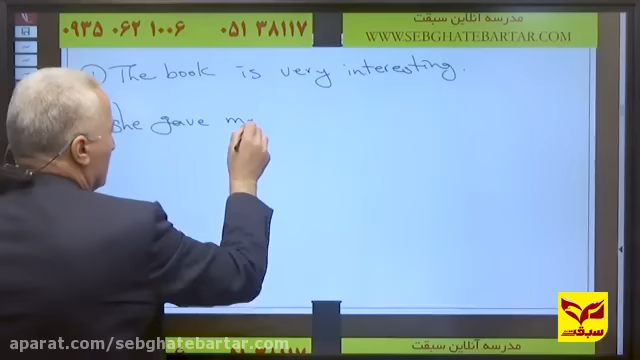 مدرسه آنلاین سبقت
۰۹۳۵ ۰۶۲ ۱۰۰۶ ۰۵۱ ۳۸۱۱۷
WWW.SEBGHATEBARTAR.COM
1) The book is very interesting.
she gave m
سبقت
aparat.com/sebghatebartar.com
مدرسه آنلاین سبقت